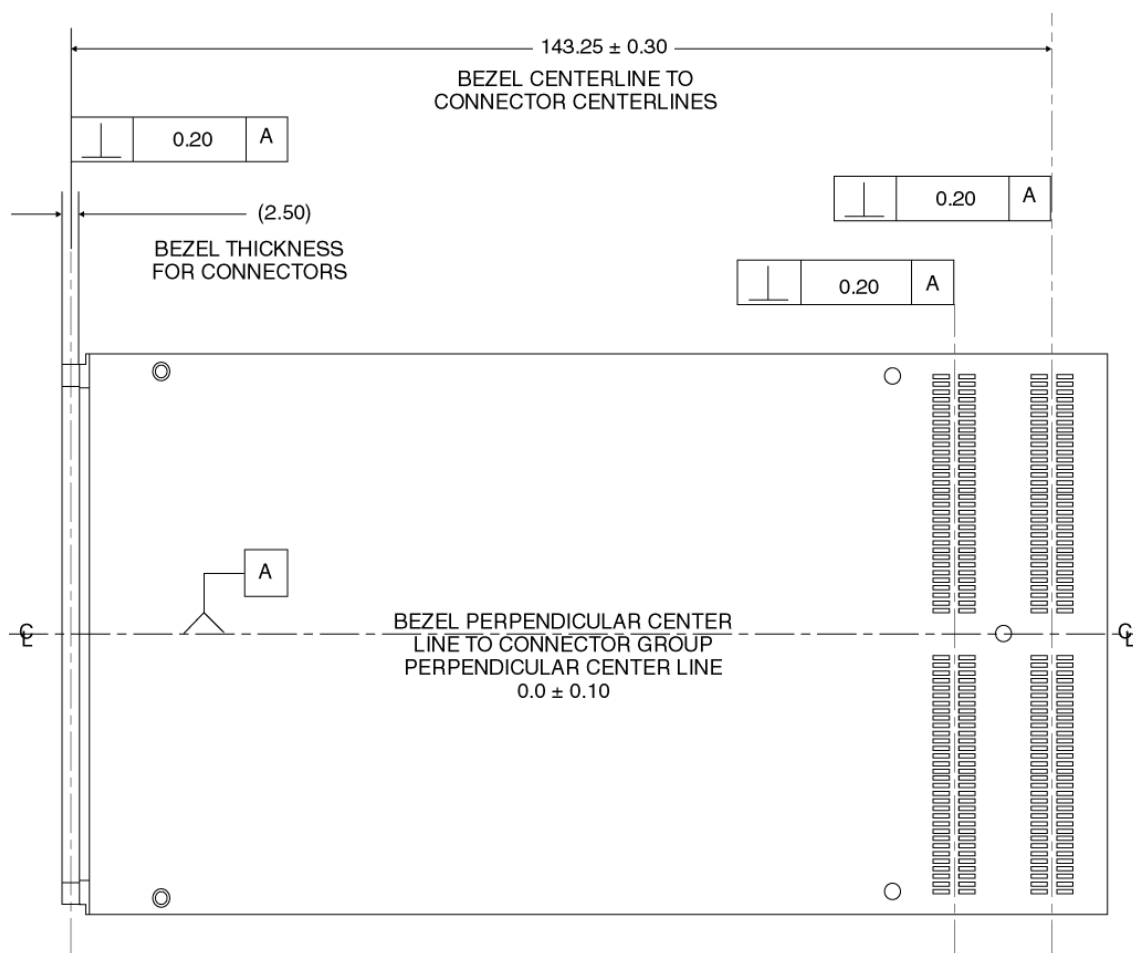 143.25 ± 0.30
BEZEL CENTERLINE TO
CONNECTOR CENTERLINES
⊥ 0.20 A
⊥ 0.20 A
(2.50)
BEZEL THICKNESS
FOR CONNECTORS
⊥ 0.20 A
A
BEZEL PERPENDICULAR CENTER
LINE TO CONNECTOR GROUP
PERPENDICULAR CENTER LINE
0.0 ± 0.10
℄
℄